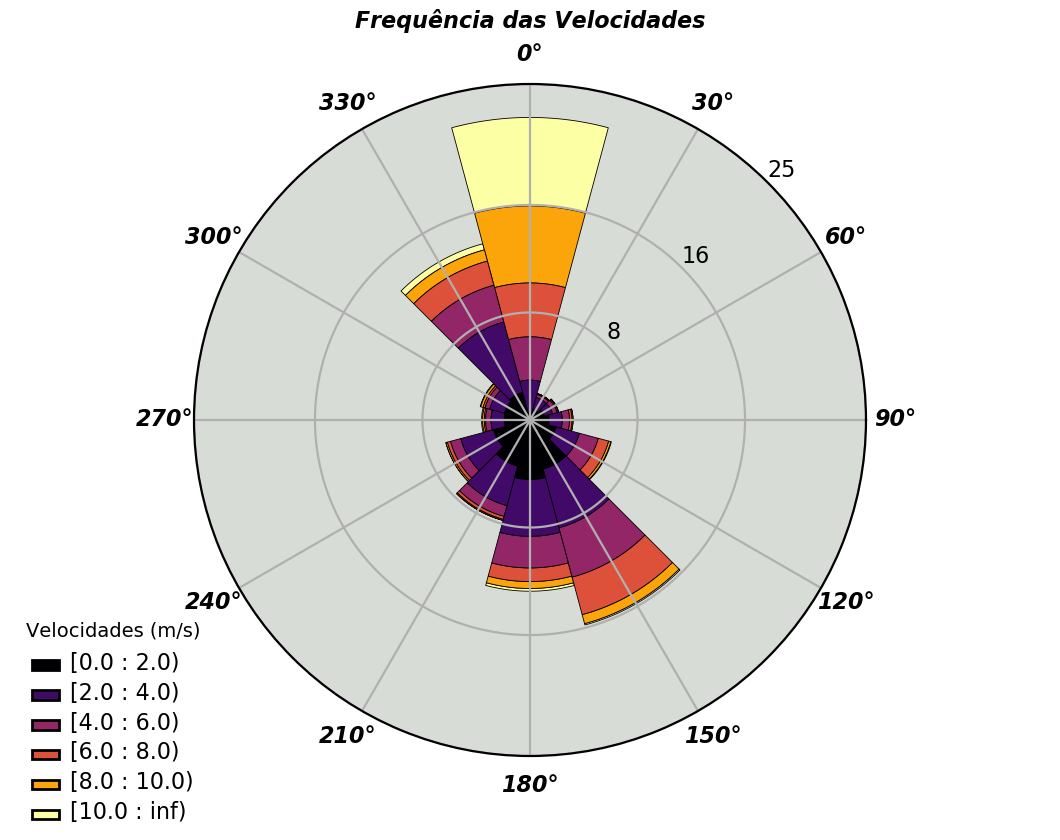 Frequência das Velocidades
0°
30°
60°
90°
120°
150°
180°
210°
240°
270°
300°
330°
25
16
8
Velocidades (m/s)
[0.0 : 2.0)
[2.0 : 4.0)
[4.0 : 6.0)
[6.0 : 8.0)
[8.0 : 10.0)
[10.0 : inf)